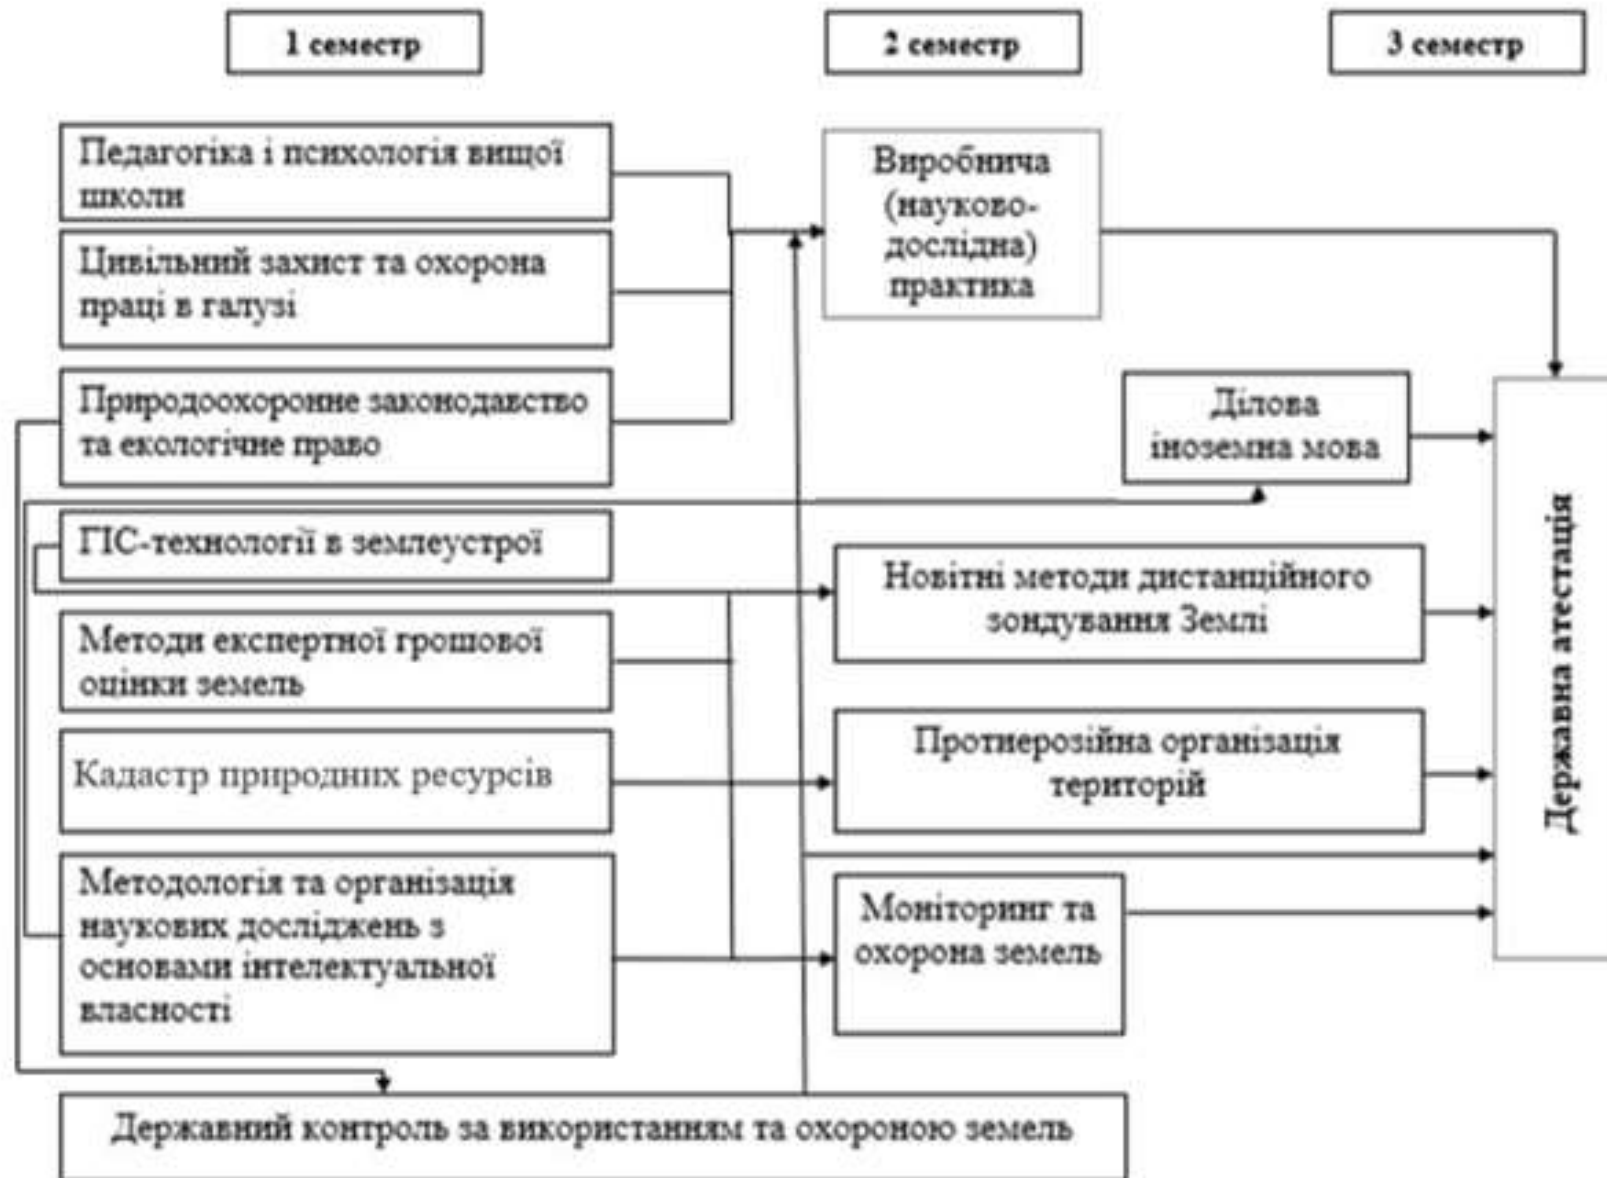 1 семестр
2 семестр
3 семестр
Педагогіка і психологія вищої
школи
Цивільний захист та охорона
праці в галузі
Природоохоронне законодавство
та екологічне право
ГІС-технології в землеустрої
Методи експертної грошової
оцінки земель
Кадастр природних ресурсів
Методологія та організація
наукових досліджень з
основами інтелектуальної
власності
Державний контроль за використанням та охороною земель
Виробнича
(науково-
дослідна)
практика
Ділова
іноземна мова
Новітні методи дистанційного
зондування Землі
Протиерозійна організація
територій
Моніторинг та
охорона земель
Державна атестація